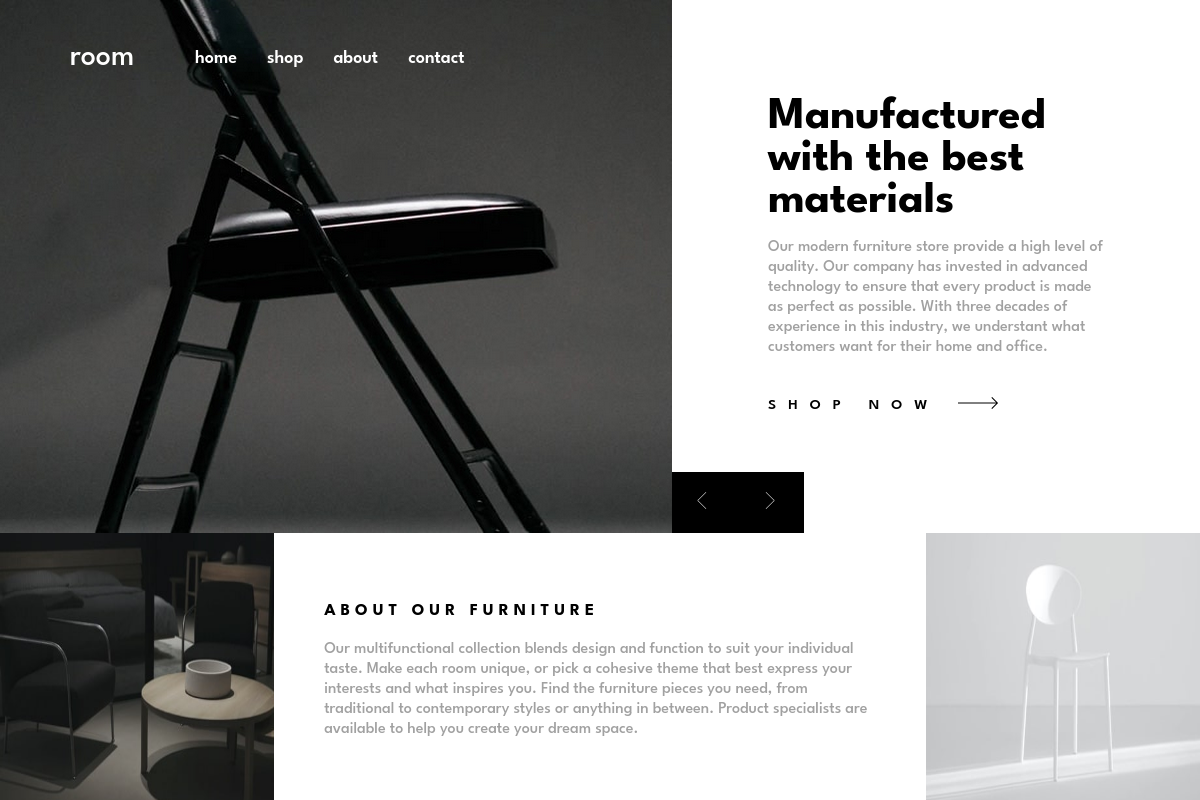 room
home shop about contact
Manufactured
with the best
materials
Our modern furniture store provide a high level of
quality. Our company has invested in advanced
technology to ensure that every product is made
as perfect as possible. With three decades of
experience in this industry, we understant what
customers want for their home and office.
SHOP NOW
ABOUT OUR FURNITURE
Our multifunctional collection blends design and function to suit your individual
taste. Make each room unique, or pick a cohesive theme that best express your
interests and what inspires you. Find the furniture pieces you need, from
traditional to contemporary styles or anything in between. Product specialists are
available to help you create your dream space.